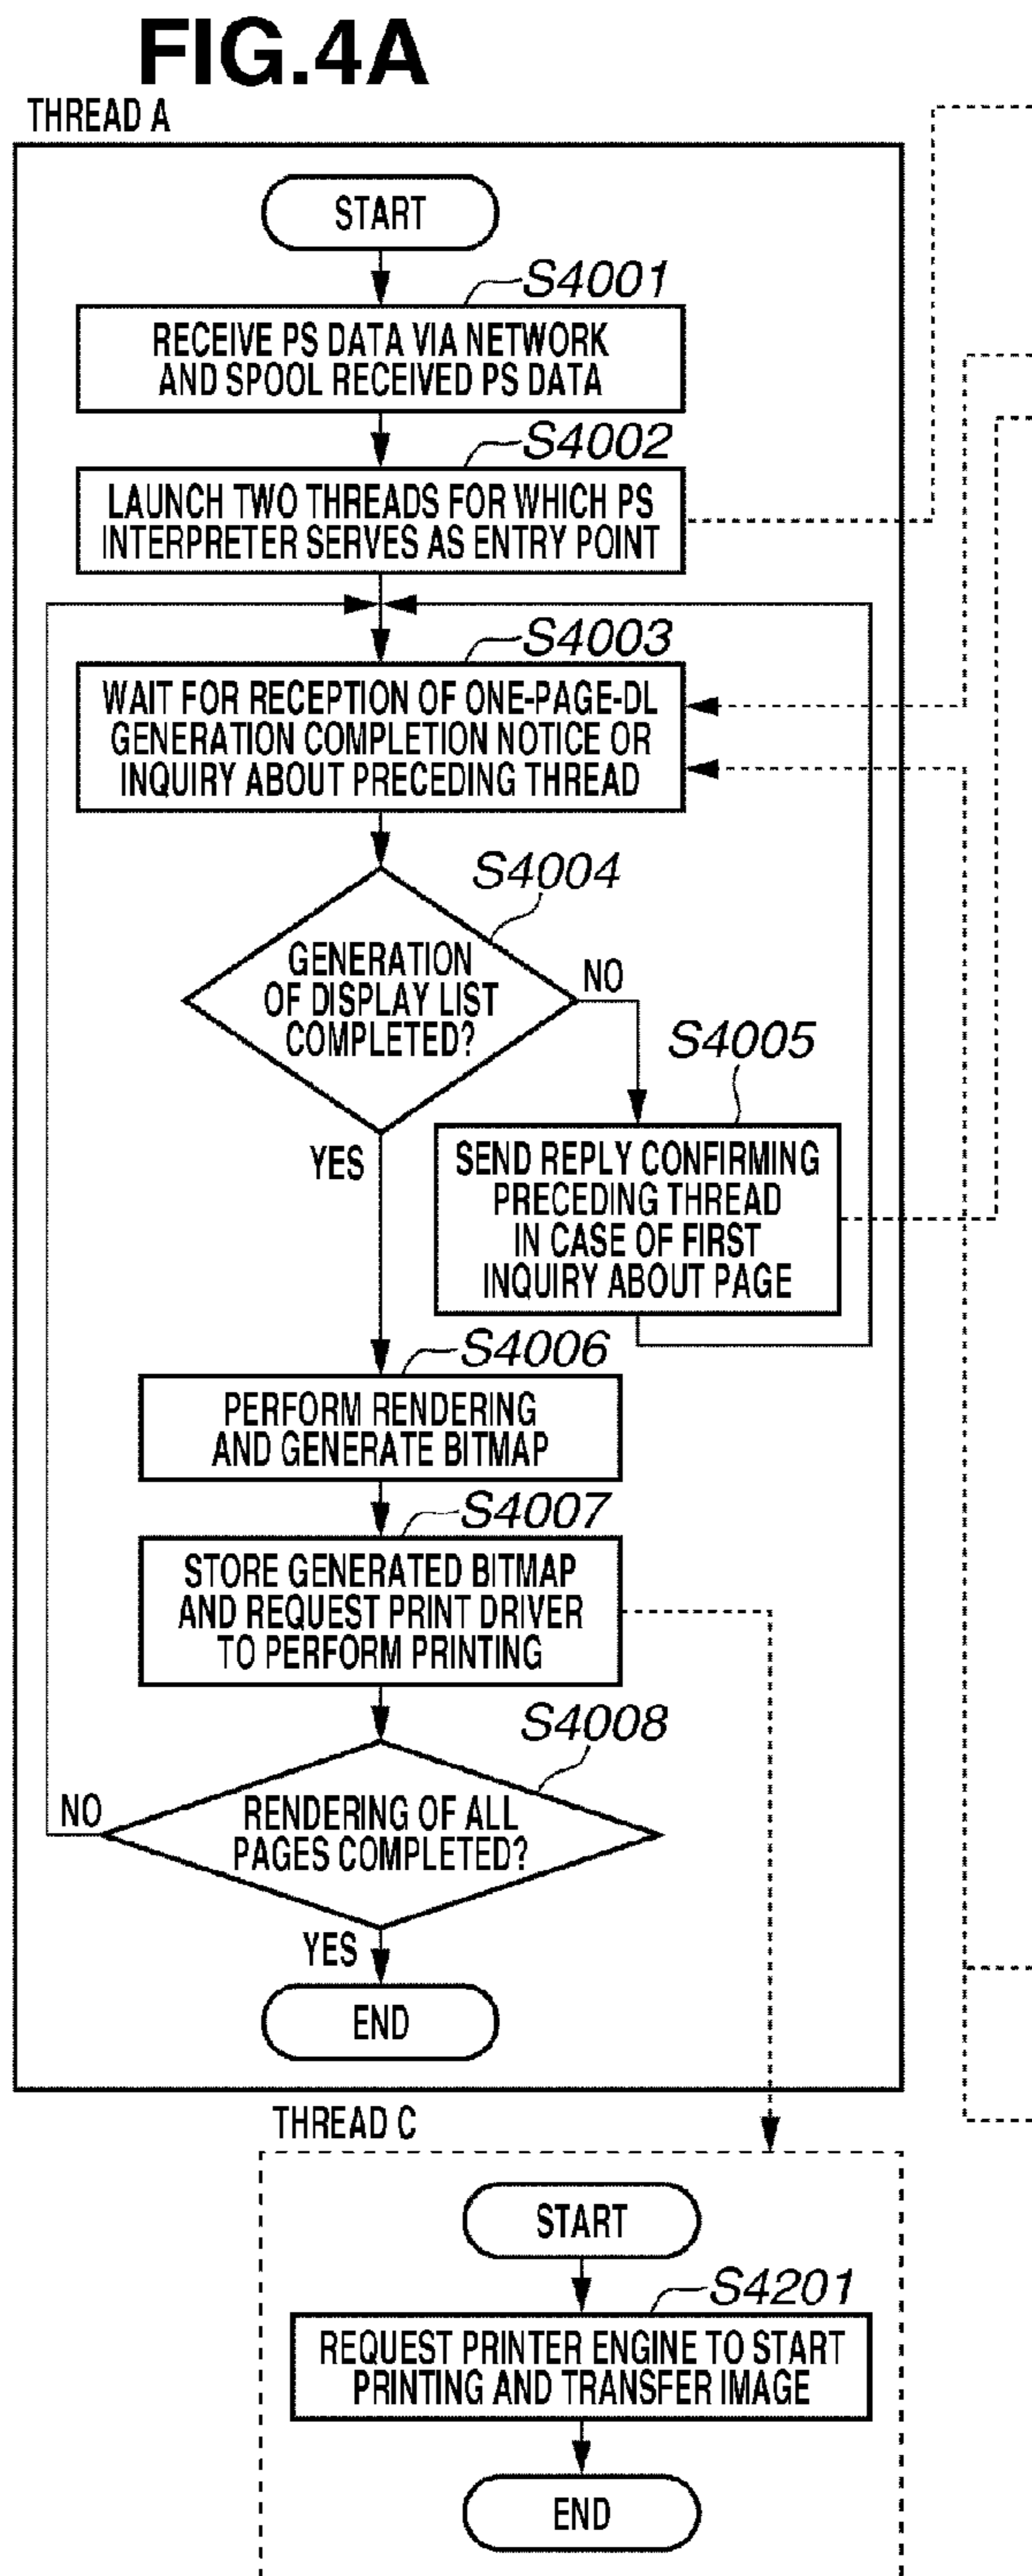 FIG.4A
THREAD A
START
S4001
RECEIVE PS DATA VIA NETWORK
AND SPOOL RECEIVED PS DATA
S4002
LAUNCH TWO THREADS FOR WHICH PS
INTERPRETER SERVES AS ENTRY POINT
S4003
WAIT FOR RECEPTION OF ONE-PAGE-DL
GENERATION COMPLETION NOTICE OR
INQUIRY ABOUT PRECEDING THREAD
S4004
GENERATION
OF DISPLAY LIST
COMPLETED?
NO
S4005
YES
SEND REPLY CONFIRMING
PRECEDING THREAD
IN CASE OF FIRST
INQUIRY ABOUT PAGE
S4006
PERFORM RENDERING
AND GENERATE BITMAP
S4007
STORE GENERATED BITMAP
AND REQUEST PRINT DRIVER
TO PERFORM PRINTING
S4008
NO
RENDERING OF ALL
PAGES COMPLETED?
YES
END
THREAD C
START
S4201
REQUEST PRINTER ENGINE TO START
PRINTING AND TRANSFER IMAGE
END